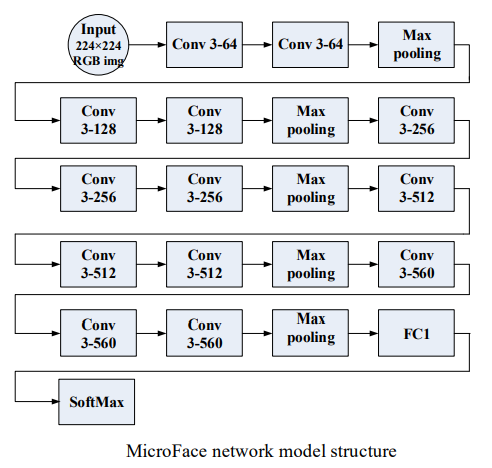 Input
224×224
RGB img
Conv 3-64
Conv 3-64
Max
pooling
Conv
3-128
Conv
3-128
Max
pooling
Conv
3-256
Conv
3-256
Conv
3-256
Max
pooling
Conv
3-512
Conv
3-512
Conv
3-512
Max
pooling
Conv
3-560
Conv
3-560
Conv
3-560
Max
pooling
FC1
SoftMax
MicroFace network model structure